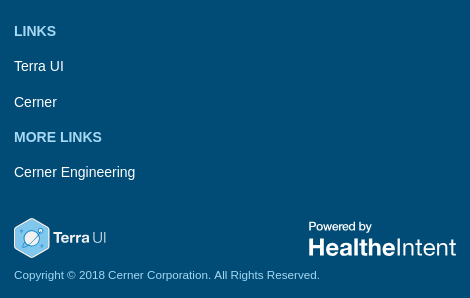 LINKS
Terra UI
Cerner
MORE LINKS
Cerner Engineering
Terra UI
Powered by
HealtheIntent
Copyright © 2018 Cerner Corporation. All Rights Reserved.